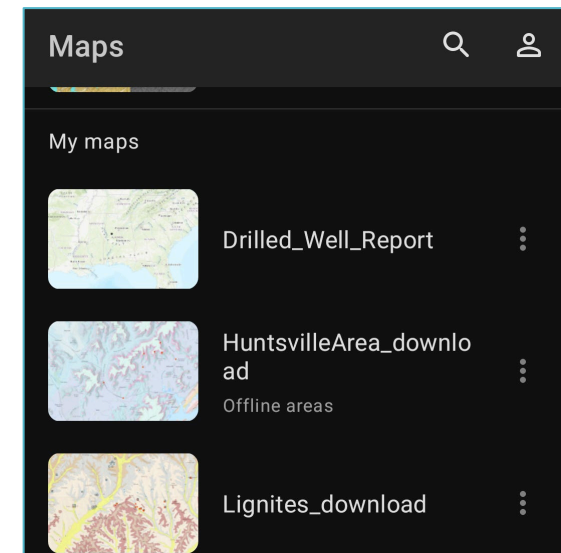 Maps
My maps
Drilled_Well_Report
HuntsvilleArea_downlo
ad
Offline areas
Lignites_download